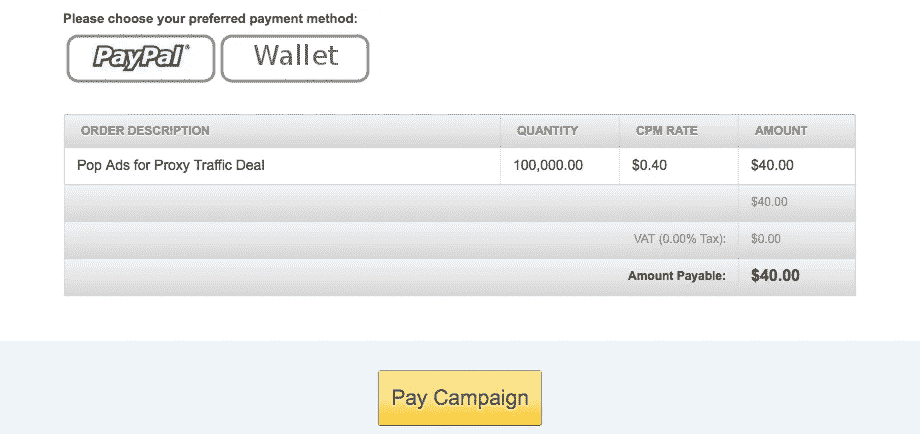 Please choose your preferred payment method:
PayPal® Wallet
ORDER DESCRIPTION QUANTITY CPM RATE AMOUNT
Pop Ads for Proxy Traffic Deal 100,000.00 $0.40 $40.00
$40.00
VAT (0.00% Tax): $0.00
Amount Payable: $40.00
Pay Campaign